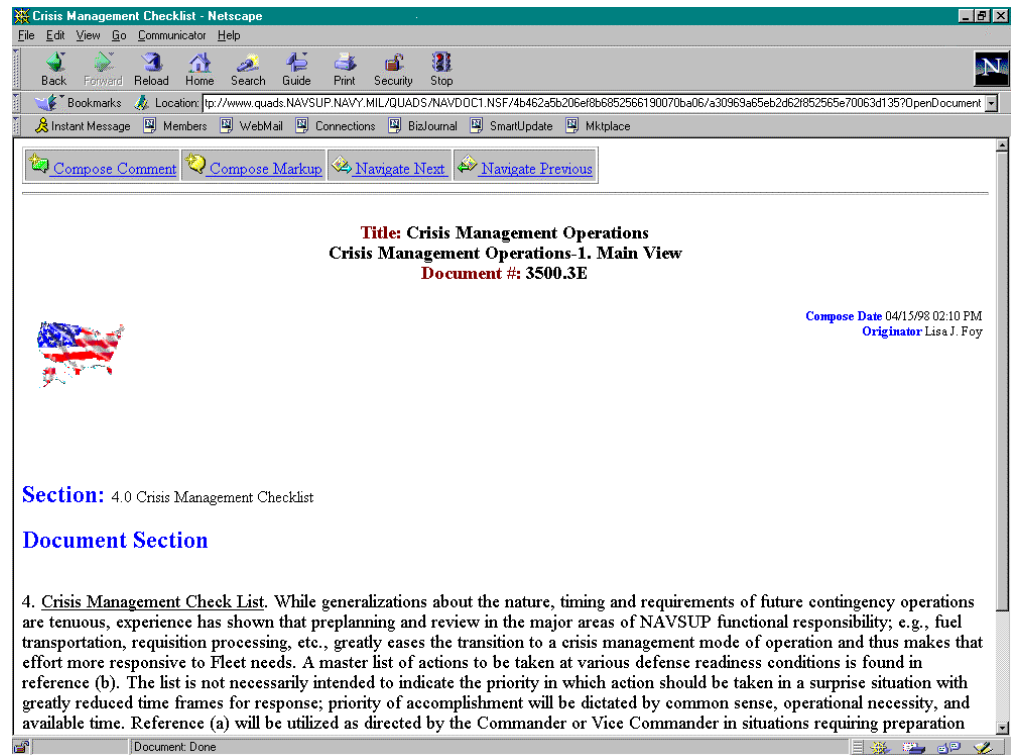 Crisis Management Checklist - Netscape
File Edit View Go Communicator Help
Back Forward Reload Home Search Guide Print Security Stop
N
Bookmarks Location: tp://www.quads.NAVSUP.NAVY.MIL/QUADS/NAVDOC1.NSF/4b462a5b206ef8b6852566190070ba06/a30963a65eb2d62f852565e70063d135?OpenDocument
Instant Message Members WebMail Connections BizJournal SmartUpdate Mktplace
Compose Comment Compose Markup Navigate Next Navigate Previous
Title: Crisis Management Operations
Crisis Management Operations-1. Main View
Document #: 3500.3E
Compose Date 04/15/98 02:10 PM
Originator Lisa J. Foy
Section: 4.0 Crisis Management Checklist
Document Section
4. Crisis Management Check List. While generalizations about the nature, timing and requirements of future contingency operations
are tenuous, experience has shown that preplanning and review in the major areas of NAVSUP functional responsibility; e.g., fuel
transportation, requisition processing, etc., greatly eases the transition to a crisis management mode of operation and thus makes that
effort more responsive to Fleet needs. A master list of actions to be taken at various defense readiness conditions is found in
reference (b). The list is not necessarily intended to indicate the priority in which action should be taken in a surprise situation with
greatly reduced time frames for response; priority of accomplishment will be dictated by common sense, operational necessity, and
available time. Reference (a) will be utilized as directed by the Commander or Vice Commander in situations requiring preparation
Document: Done